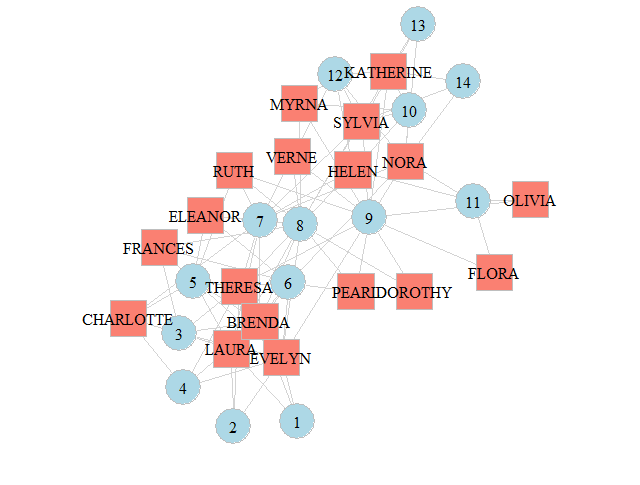 13
12
KATHERINE
14
MYRNA
10
SYLVIA
VERNE
NORA
RUTH
HELEN
11
OLIVIA
ELEANOR
7
8
9
FRANCES
FLORA
5
6
THERESA
PEARL
DOROTHY
CHARLOTTE
BRENDA
3
LAURA
EVELYN
4
1
2